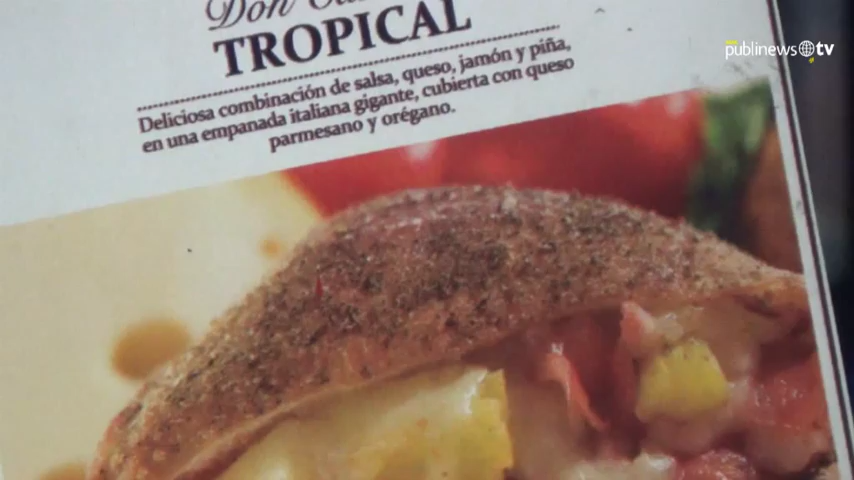 Don
TROPICAL
Deliciosa combinación de salsa, queso, jamón y piña,
en una empanada italiana gigante, cubierta con queso
parmesano y orégano.
publinews tv